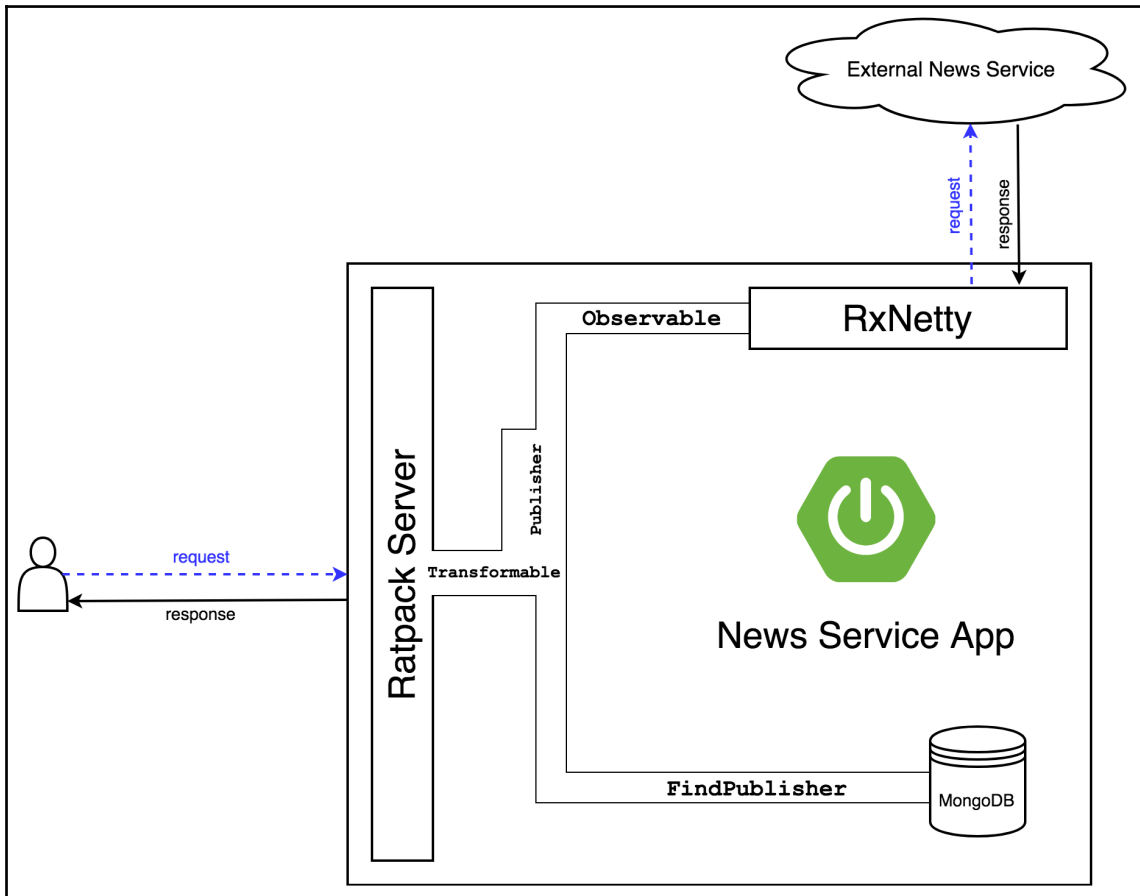 External News Service
request
response
Observable
RxNetty
Publisher
Ratpack Server
Transformable
request
response
News Service App
FindPublisher
MongoDB